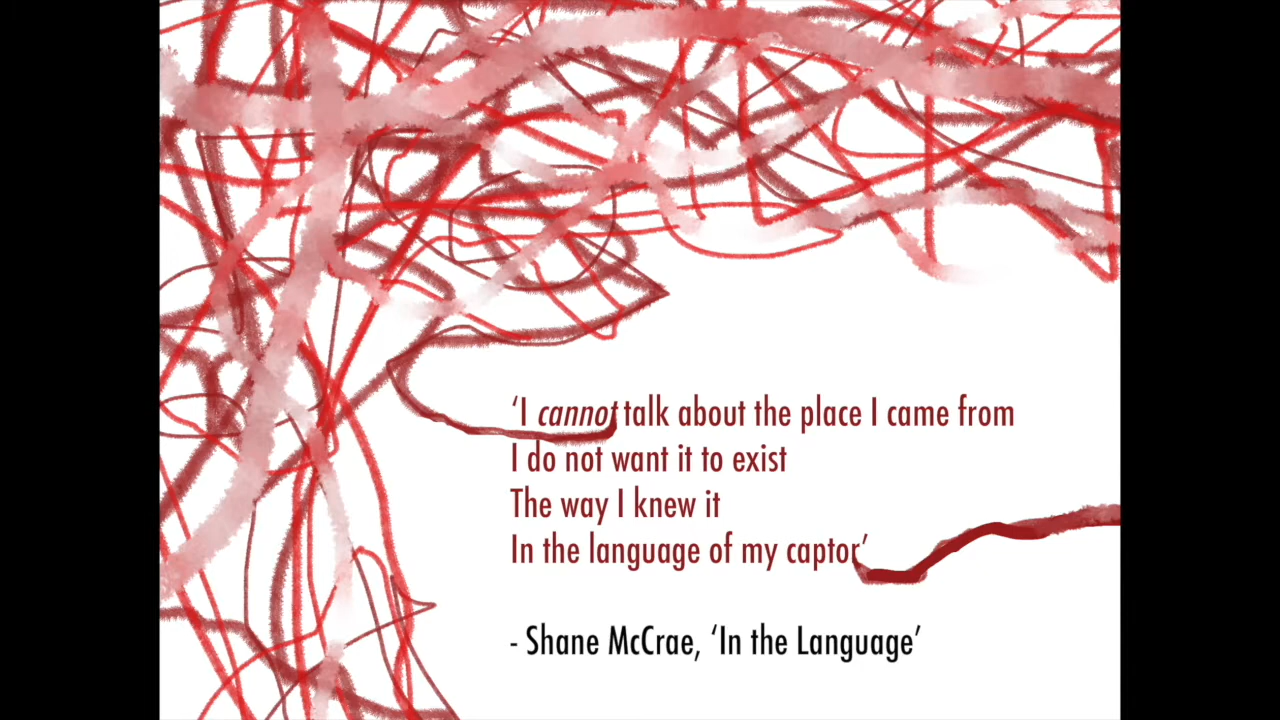 ‘I cannot talk about the place I came from
I do not want it to exist
The way I knew it
In the language of my captor’
- Shane McCrae, ‘In the Language’